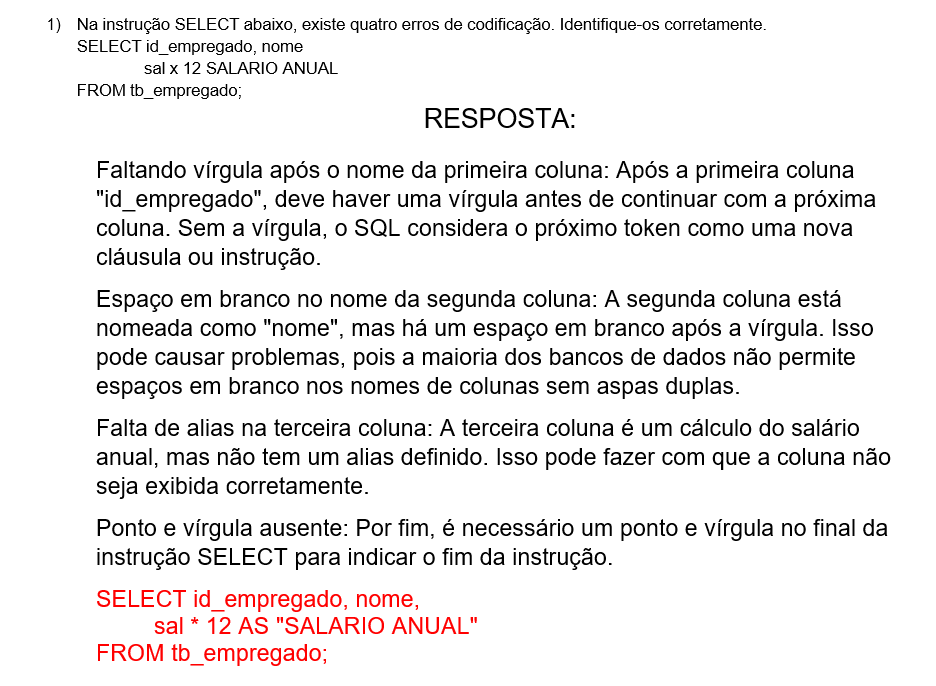 1) Na instrução SELECT abaixo, existe quatro erros de codificação. Identifique-os corretamente.
SELECT id_empregado, nome
sal x 12 SALARIO ANUAL
FROM tb_empregado;
RESPOSTA:
Faltando vírgula após o nome da primeira coluna: Após a primeira coluna
"id_empregado", deve haver uma vírgula antes de continuar com a próxima
coluna. Sem a vírgula, o SQL considera o próximo token como uma nova
cláusula ou instrução.
Espaço em branco no nome da segunda coluna: A segunda coluna está
nomeada como "nome", mas há um espaço em branco após a vírgula. Isso
pode causar problemas, pois a maioria dos bancos de dados não permite
espaços em branco nos nomes de colunas sem aspas duplas.
Falta de alias na terceira coluna: A terceira coluna é um cálculo do salário
anual, mas não tem um alias definido. Isso pode fazer com que a coluna não
seja exibida corretamente.
Ponto e vírgula ausente: Por fim, é necessário um ponto e vírgula no final da
instrução SELECT para indicar o fim da instrução.
SELECT id_empregado, nome,
sal * 12 AS "SALARIO ANUAL"
FROM tb_empregado;